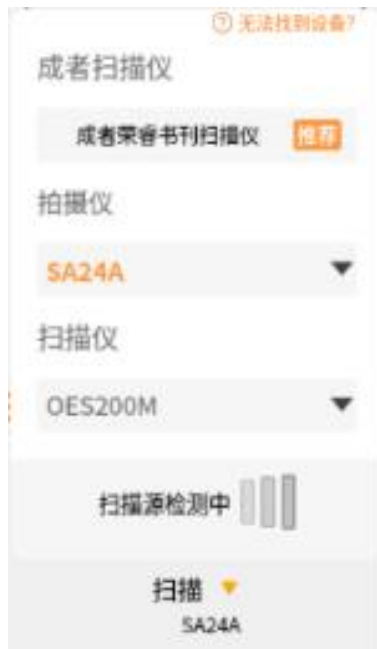 无法找到设备?
成者扫描仪
成者荣睿书刊扫描仪 推荐
拍摄仪
SA24A
扫描仪
OES200M
扫描源检测中
扫描
SA24A